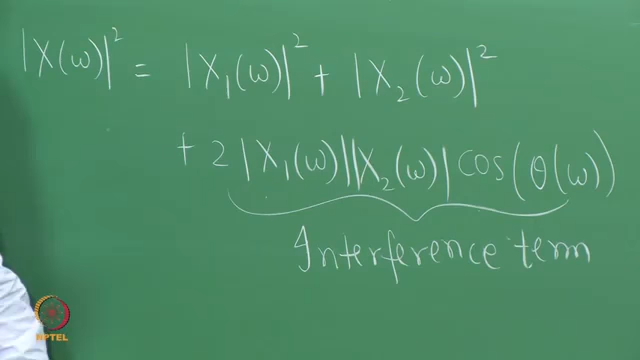 |X(ω)|² = |X₁(ω)|² + |X₂(ω)|²
+ 2 |X₁(ω)||X₂(ω)| cos(θ(ω))
Interference term
NPTEL